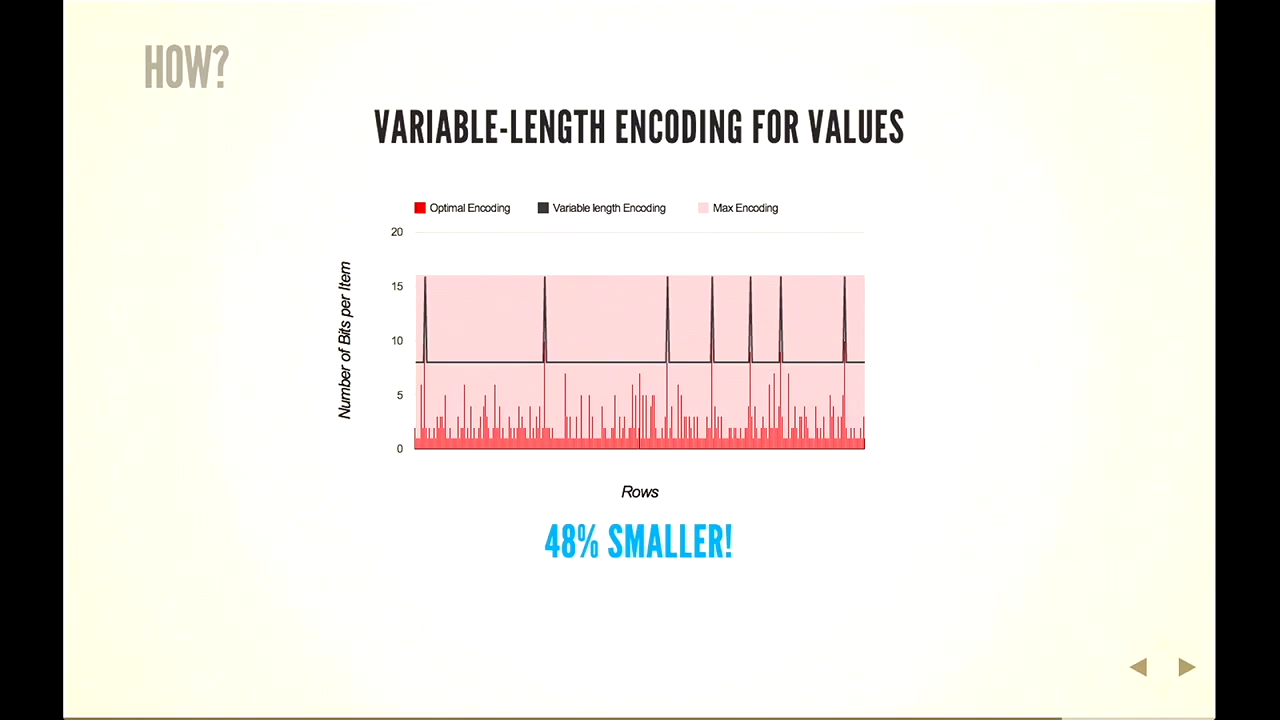 HOW?
VARIABLE-LENGTH ENCODING FOR VALUES
Optimal Encoding Variable length Encoding Max Encoding
20
15
10
5
0
Number of Bits per Item
Rows
48% SMALLER!